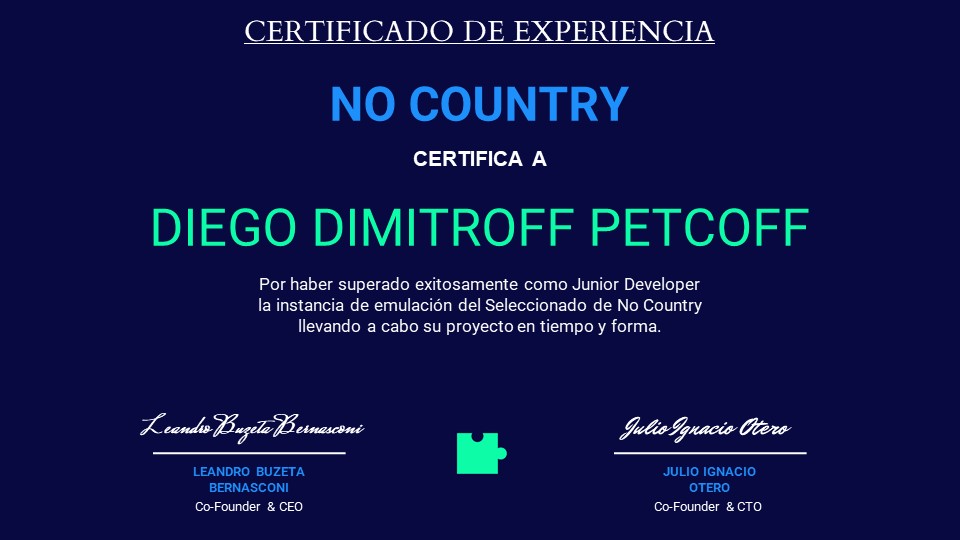 CERTIFICADO DE EXPERIENCIA
NO COUNTRY
CERTIFICA A
DIEGO DIMITROFF PETCOFF
Por haber superado exitosamente como Junior Developer
la instancia de emulación del Seleccionado de No Country
llevando a cabo su proyecto en tiempo y forma.
Leandro Buzeta Bernasconi
LEANDRO BUZETA
BERNASCONI
Co-Founder & CEO
Julio Ignacio Otero
JULIO IGNACIO
OTERO
Co-Founder & CTO